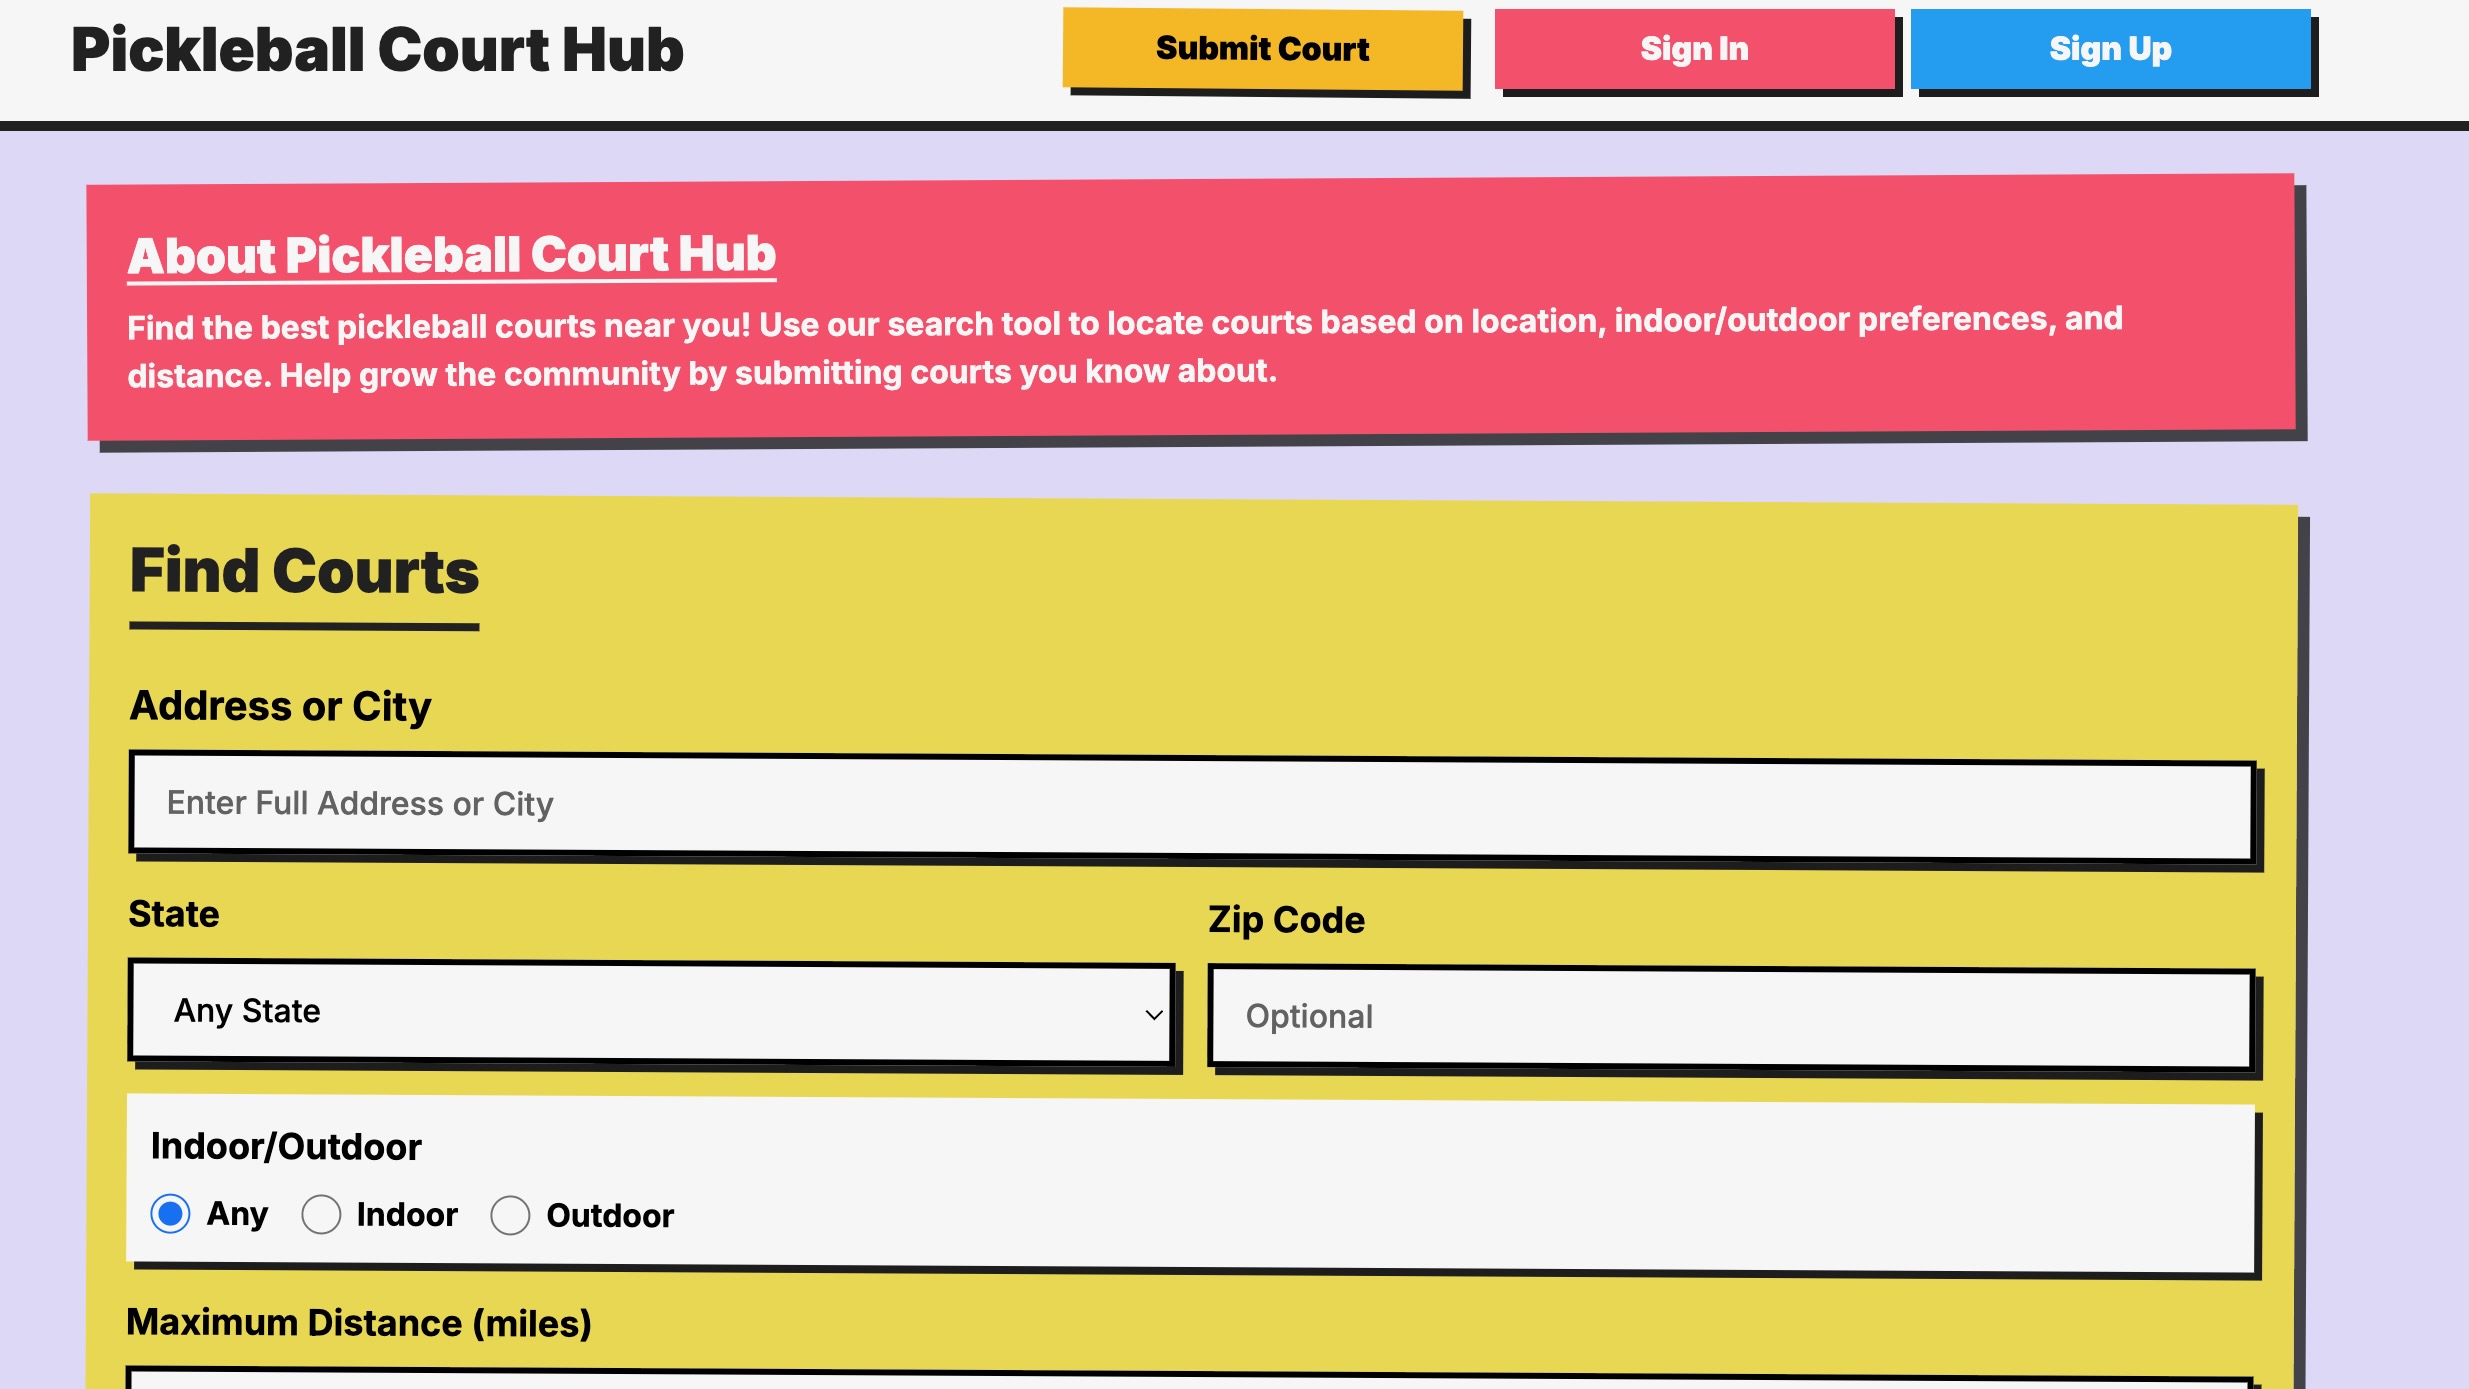 Pickleball Court Hub
Submit Court
Sign In
Sign Up
About Pickleball Court Hub
Find the best pickleball courts near you! Use our search tool to locate courts based on location, indoor/outdoor preferences, and
distance. Help grow the community by submitting courts you know about.
Find Courts
Address or City
Enter Full Address or City
State
Zip Code
Any State
Optional
Indoor/Outdoor
Any
Indoor
Outdoor
Maximum Distance (miles)